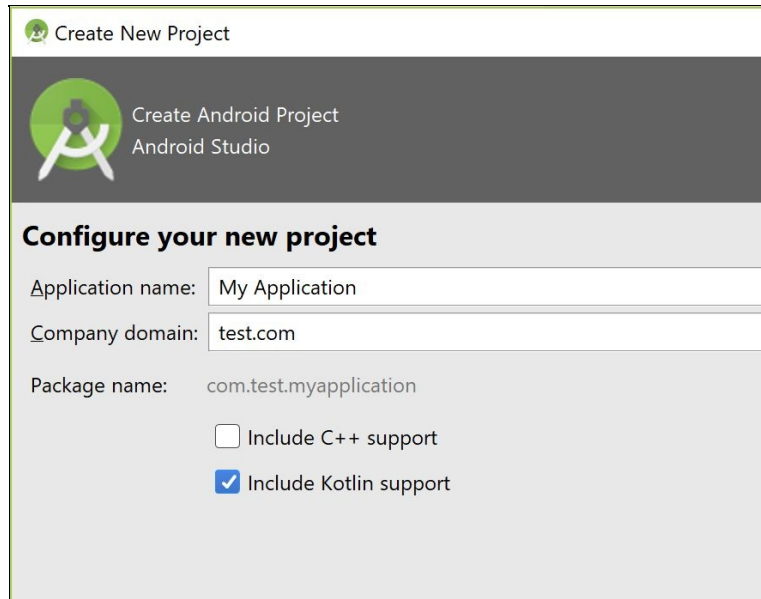 Create New Project
Create Android Project
Android Studio
Configure your new project
Application name: My Application
Company domain: test.com
Package name: com.test.myapplication
Include C++ support
Include Kotlin support